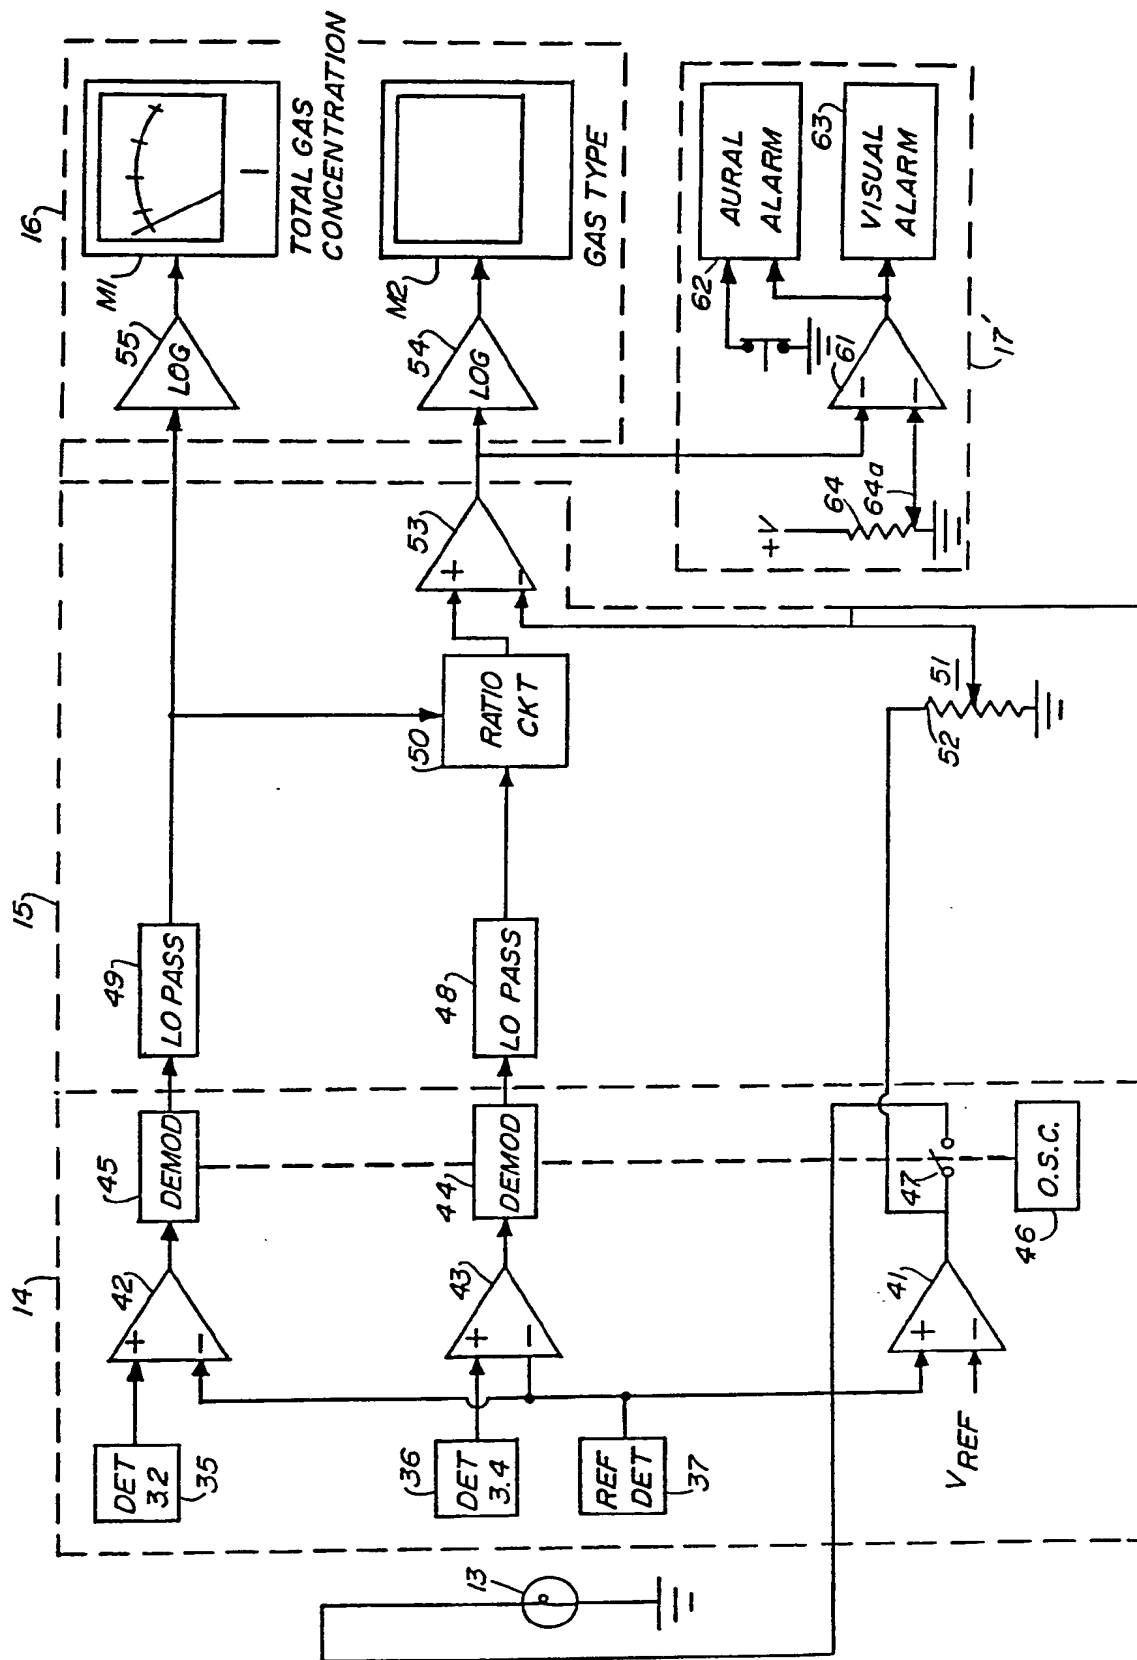 14
15
16
DET
3.2
35
+
−
42
45
DEMOD
49
LO PASS
55
LOG
M1
TOTAL GAS
CONCENTRATION
DET
3.4
36
+
−
43
44
DEMOD
48
LO PASS
50
RATIO
CKT
+
−
53
54
LOG
M2
GAS TYPE
REF
DET
37
13
VREF
+
−
41
47
46
O.S.C.
52
51
+V
64
64a
−
−
61
62
AURAL
ALARM
63
VISUAL
ALARM
17'